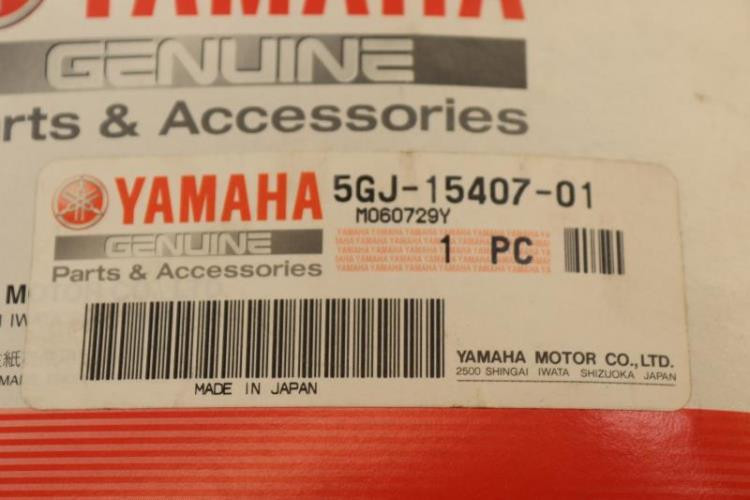 YAMAHA
GENUINE
Parts & Accessories
YAMAHA
GENUINE
Parts & Accessories
5GJ-15407-01
M060729Y
1 PC
MADE IN JAPAN
YAMAHA MOTOR CO.,LTD.
2500 SHINGAI IWATA SHIZUOKA JAPAN